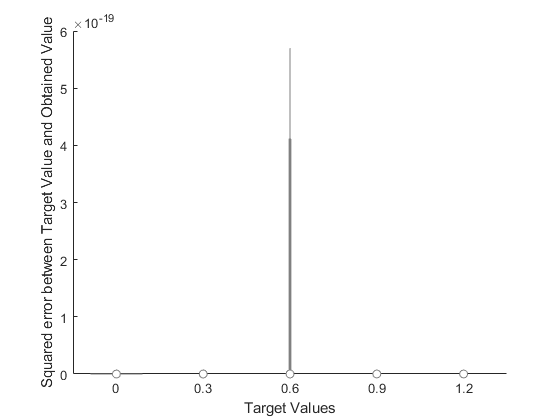 ×10-19
6
5
4
3
2
1
0
Squared error between Target Value and Obtained Value
0 0.3 0.6 0.9 1.2
Target Values